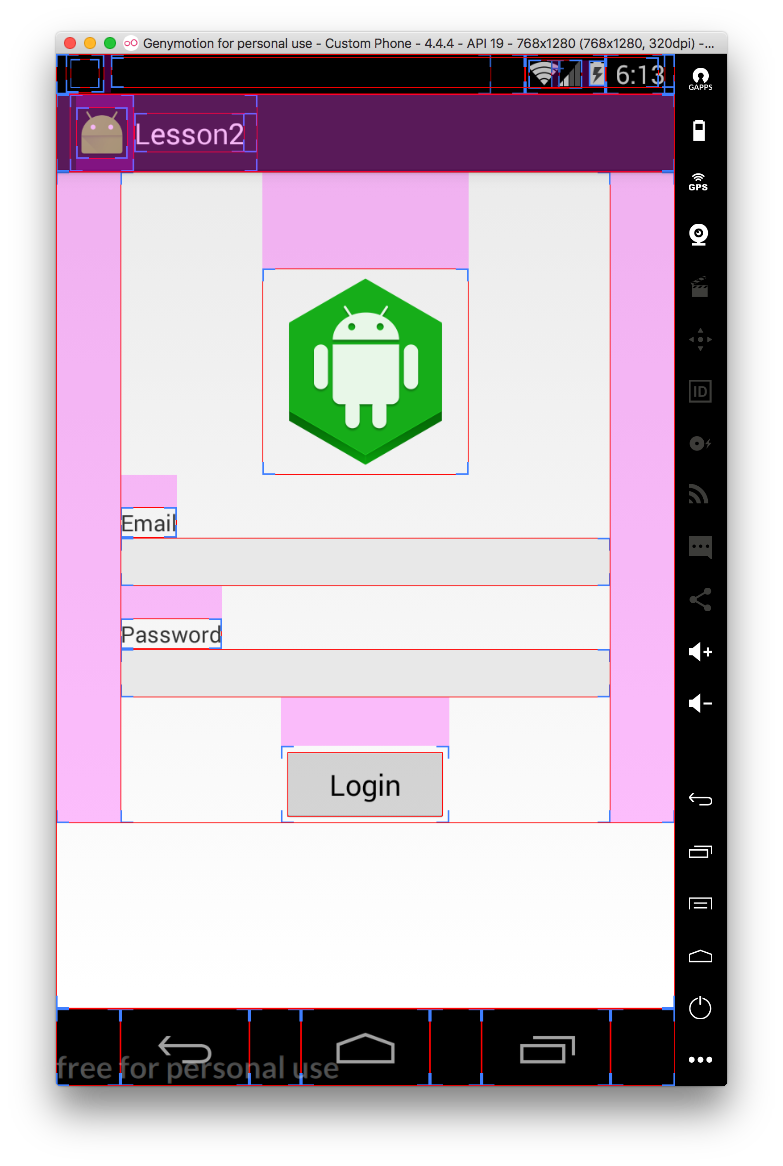 Genymotion for personal use - Custom Phone - 4.4.4 - API 19 - 768x1280 (768x1280, 320dpi) -...
6:13
GAPPS
Lesson2
GPS
ID
Email
Password
Login
free for personal use